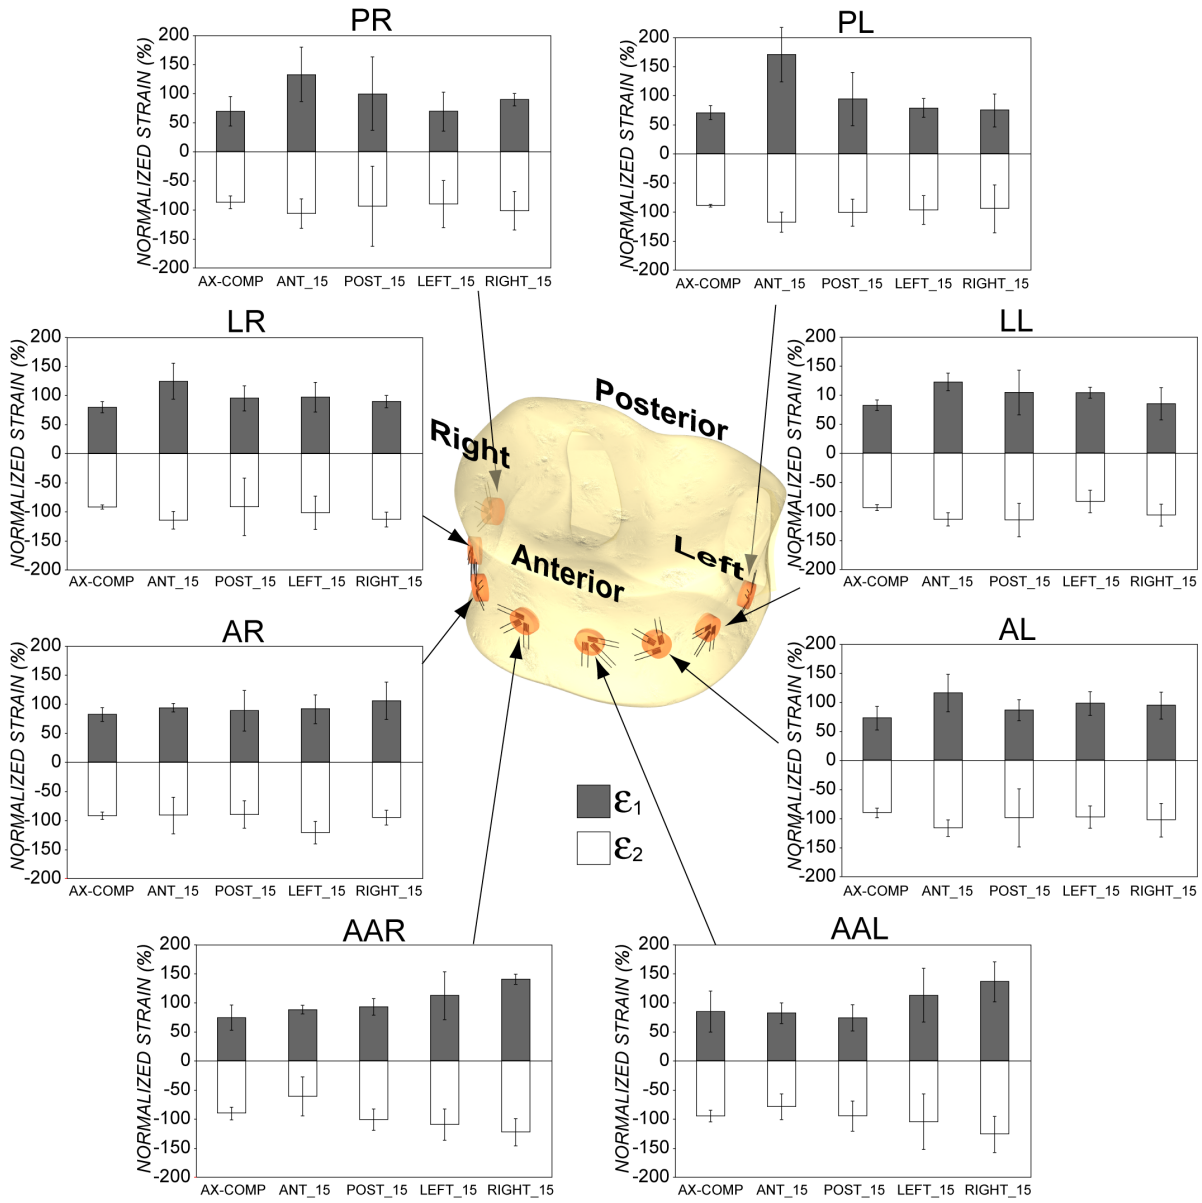 PR
NORMALIZED STRAIN (%)
200
150
100
50
0
-50
-100
-150
-200
AX-COMP ANT_15 POST_15 LEFT_15 RIGHT_15
PL
NORMALIZED STRAIN (%)
200
150
100
50
0
-50
-100
-150
-200
AX-COMP ANT_15 POST_15 LEFT_15 RIGHT_15
LR
NORMALIZED STRAIN (%)
200
150
100
50
0
-50
-100
-150
-200
AX-COMP ANT_15 POST_15 LEFT_15 RIGHT_15
LL
NORMALIZED STRAIN (%)
200
150
10
50
0
-50
-100
-150
-200
AX-COMP ANT_15 POST_15 LEFT_15 RIGHT_15
Posterior
Right
Anterior
Left
AR
NORMALIZED STRAIN (%)
200
150
100
50
0
-50
-100
-150
-200
AX-COMP ANT_15 POST_15 LEFT_15 RIGHT_15
AL
NORMALIZED STRAIN (%)
200
150
100
50
0
-50
-100
-150
-200
AX-COMP ANT_15 POST_15 LEFT_15 RIGHT_15
ε1
ε2
AAR
NORMALIZED STRAIN (%)
200
150
100
50
0
-50
-100
-150
-200
AX-COMP ANT_15 POST_15 LEFT_15 RIGHT_15
AAL
NORMALIZED STRAIN (%)
200
150
100
50
0
-50
-100
-150
-200
AX-COMP ANT_15 POST_15 LEFT_15 RIGHT_15